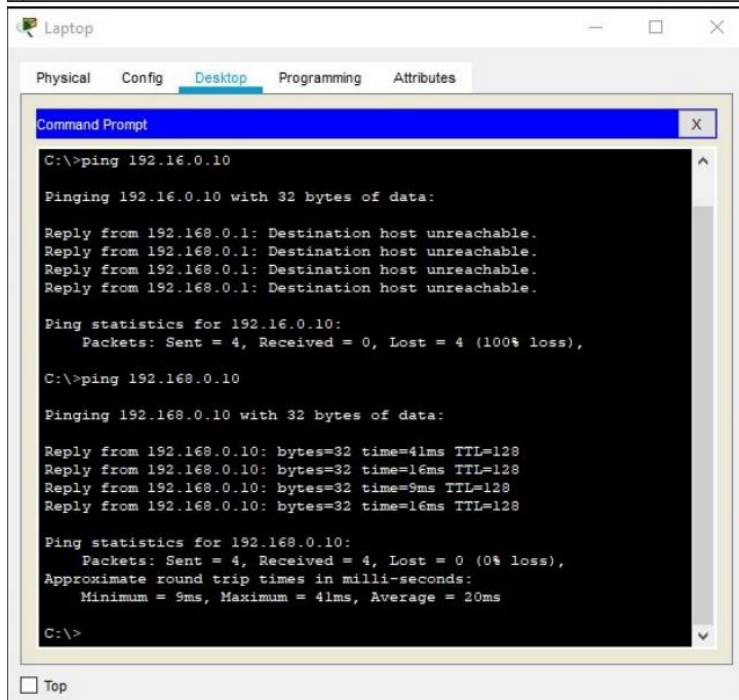 Laptop
Physical Config Desktop Programming Attributes
Command Prompt X
C:\>ping 192.16.0.10
Pinging 192.16.0.10 with 32 bytes of data:
Reply from 192.168.0.1: Destination host unreachable.
Reply from 192.168.0.1: Destination host unreachable.
Reply from 192.168.0.1: Destination host unreachable.
Reply from 192.168.0.1: Destination host unreachable.
Ping statistics for 192.16.0.10:
Packets: Sent = 4, Received = 0, Lost = 4 (100% loss),
C:\>ping 192.168.0.10
Pinging 192.168.0.10 with 32 bytes of data:
Reply from 192.168.0.10: bytes=32 time=41ms TTL=128
Reply from 192.168.0.10: bytes=32 time=16ms TTL=128
Reply from 192.168.0.10: bytes=32 time=9ms TTL=128
Reply from 192.168.0.10: bytes=32 time=16ms TTL=128
Ping statistics for 192.168.0.10:
Packets: Sent = 4, Received = 4, Lost = 0 (0% loss),
Approximate round trip times in milli-seconds:
Minimum = 9ms, Maximum = 41ms, Average = 20ms
C:\>
Top